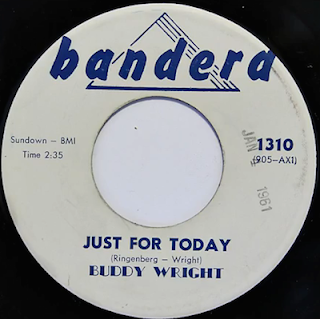 bandera
Sundown – BMI
Time 2:35
1310
(905-AXI)
JAN 1961
JUST FOR TODAY
(Ringenberg – Wright)
BUDDY WRIGHT